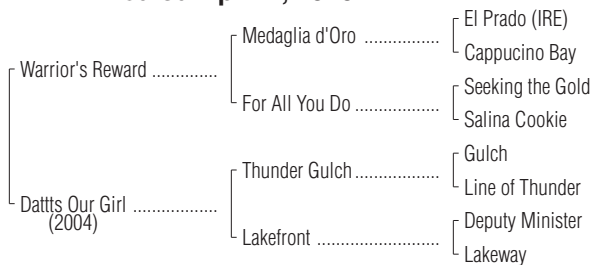 El Prado (IRE)
Medaglia d'Oro ...............
Cappucino Bay
Warrior's Reward .............
Seeking the Gold
For All You Do .................
Salina Cookie
Gulch
Thunder Gulch .................
Line of Thunder
Dattts Our Girl .................
(2004)
Deputy Minister
Lakefront ........................
Lakeway